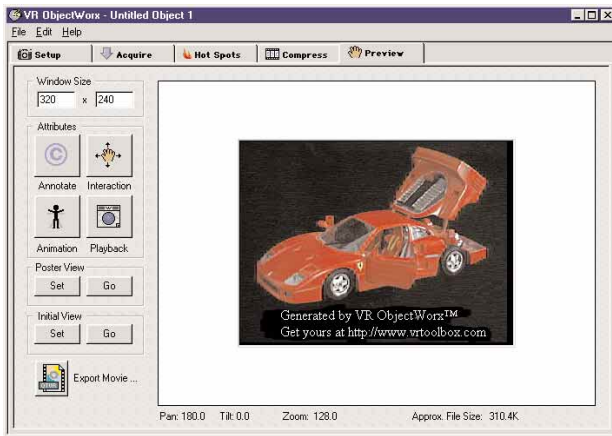 VR ObjectWorx - Untitled Object 1
File Edit Help
Setup Acquire Hot Spots Compress Preview
Window Size
320 x 240
Attributes
©
Annotate Interaction
Animation Playback
Poster View
Set Go
Initial View
Set Go
Export Movie ...
Generated by VR ObjectWorx™
Get yours at http://www.vrtoolbox.com
Pan: 180.0 Tilt: 0.0 Zoom: 128.0 Approx. File Size: 310.4K